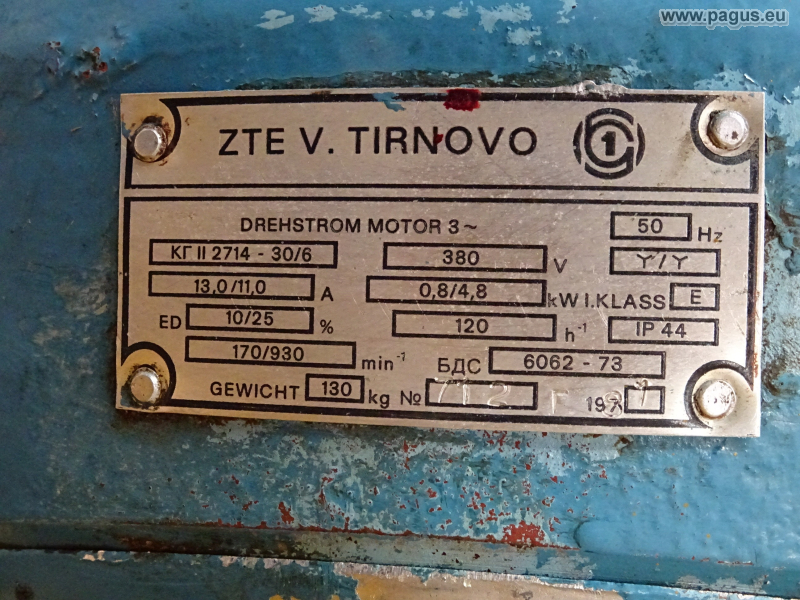 www.pagus.eu
ZTE V. TIRNOVO
DREHSTROM MOTOR 3~ 50 Hz
КГ II 2714 - 30/6 380 V Y/Y
13,0/11,0 A 0,8/4,8 kW I.KLASS E
ED 10/25 % 120 h⁻¹ IP 44
170/930 min⁻¹ БДС 6062 - 73
GEWICHT 130 kg № 712 Г 197